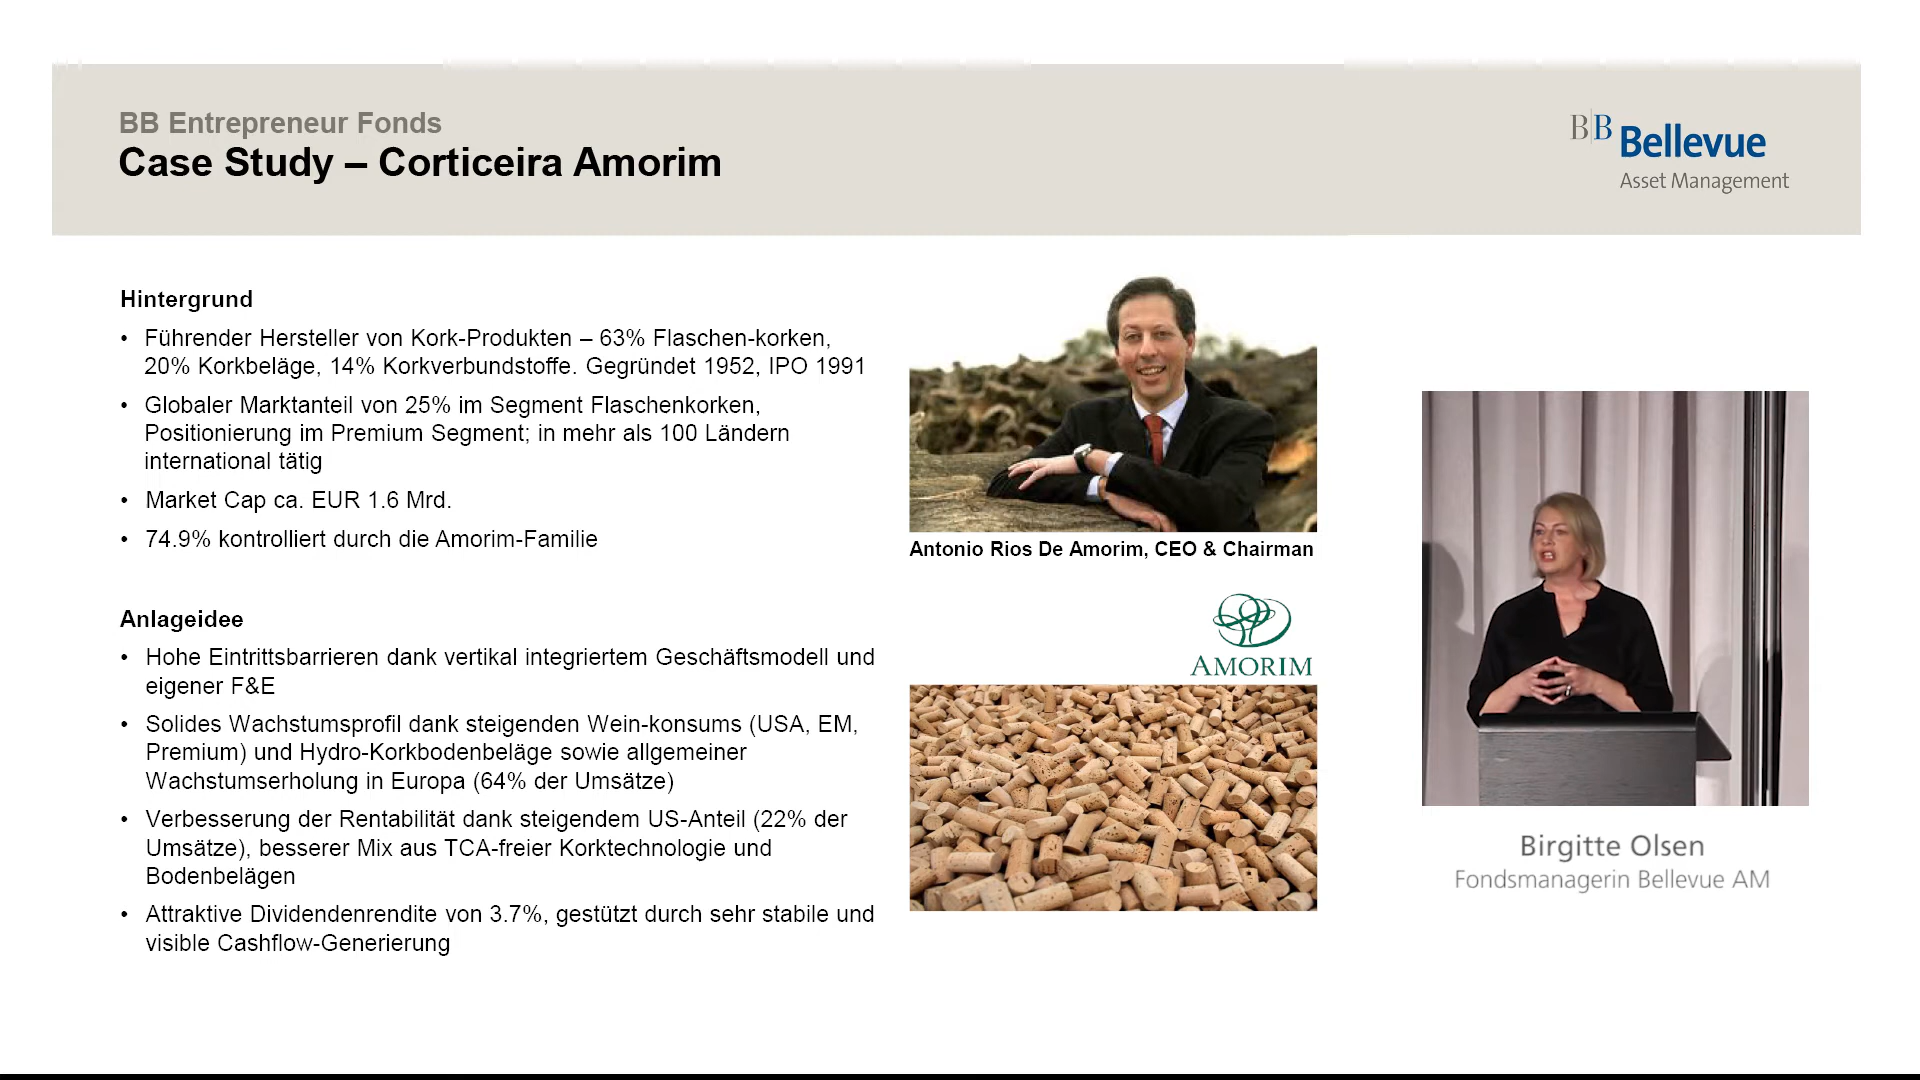 BB Entrepreneur Fonds
Case Study – Corticeira Amorim
BB Bellevue
Asset Management
Hintergrund
• Führender Hersteller von Kork-Produkten – 63% Flaschen-korken,
20% Korkbeläge, 14% Korkverbundstoffe. Gegründet 1952, IPO 1991
• Globaler Marktanteil von 25% im Segment Flaschenkorken,
Positionierung im Premium Segment; in mehr als 100 Ländern
international tätig
• Market Cap ca. EUR 1.6 Mrd.
• 74.9% kontrolliert durch die Amorim-Familie
Anlageidee
• Hohe Eintrittsbarrieren dank vertikal integriertem Geschäftsmodell und
eigener F&E
• Solides Wachstumsprofil dank steigenden Wein-konsums (USA, EM,
Premium) und Hydro-Korkbodenbeläge sowie allgemeiner
Wachstumserholung in Europa (64% der Umsätze)
• Verbesserung der Rentabilität dank steigendem US-Anteil (22% der
Umsätze), besserer Mix aus TCA-freier Korktechnologie und
Bodenbelägen
• Attraktive Dividendenrendite von 3.7%, gestützt durch sehr stabile und
visible Cashflow-Generierung
Antonio Rios De Amorim, CEO & Chairman
AMORIM
Birgitte Olsen
Fondsmanagerin Bellevue AM